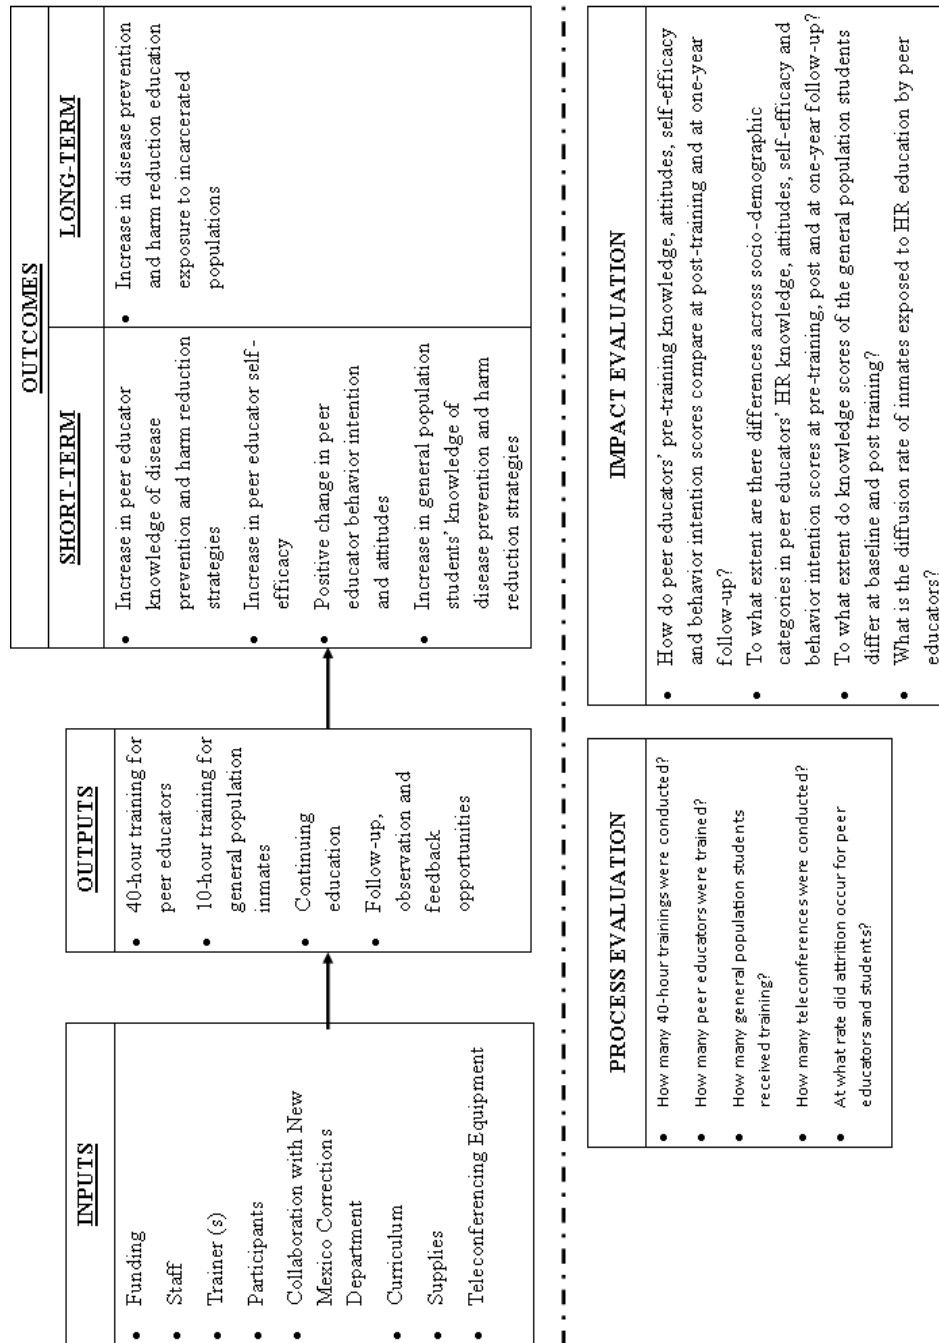 INPUTS
• Funding
• Staff
• Trainer (s)
• Participants
• Collaboration with New
Mexico Corrections
Department
• Curriculum
• Supplies
• Teleconferencing Equipment
OUTPUTS
• 40-hour training for
peer educators
• 10-hour training for
general population
inmates
• Continuing
education
• Follow-up,
observation and
feedback
opportunities
OUTCOMES
SHORT-TERM
• Increase in peer educator
knowledge of disease
prevention and harm reduction
strategies
• Increase in peer educator self-
efficacy
• Positive change in peer
educator behavior intention
and attitudes
• Increase in general population
students’ knowledge of
disease prevention and harm
reduction strategies
LONG-TERM
• Increase in disease prevention
and harm reduction education
exposure to incarcerated
populations
PROCESS EVALUATION
• How many 40-hour trainings were conducted?
• How many peer educators were trained?
• How many general population students
received training?
• How many teleconferences were conducted?
• At what rate did attrition occur for peer
educators and students?
IMPACT EVALUATION
• How do peer educators’ pre-training knowledge, attitudes, self-efficacy
and behavior intention scores compare at post-training and at one-year
follow-up?
• To what extent are there differences across socio-demographic
categories in peer educators’ HR knowledge, attitudes, self-efficacy and
behavior intention scores at pre-training, post and at one-year follow-up?
• To what extent do knowledge scores of the general population students
differ at baseline and post training?
• What is the diffusion rate of inmates exposed to HR education by peer
educators?